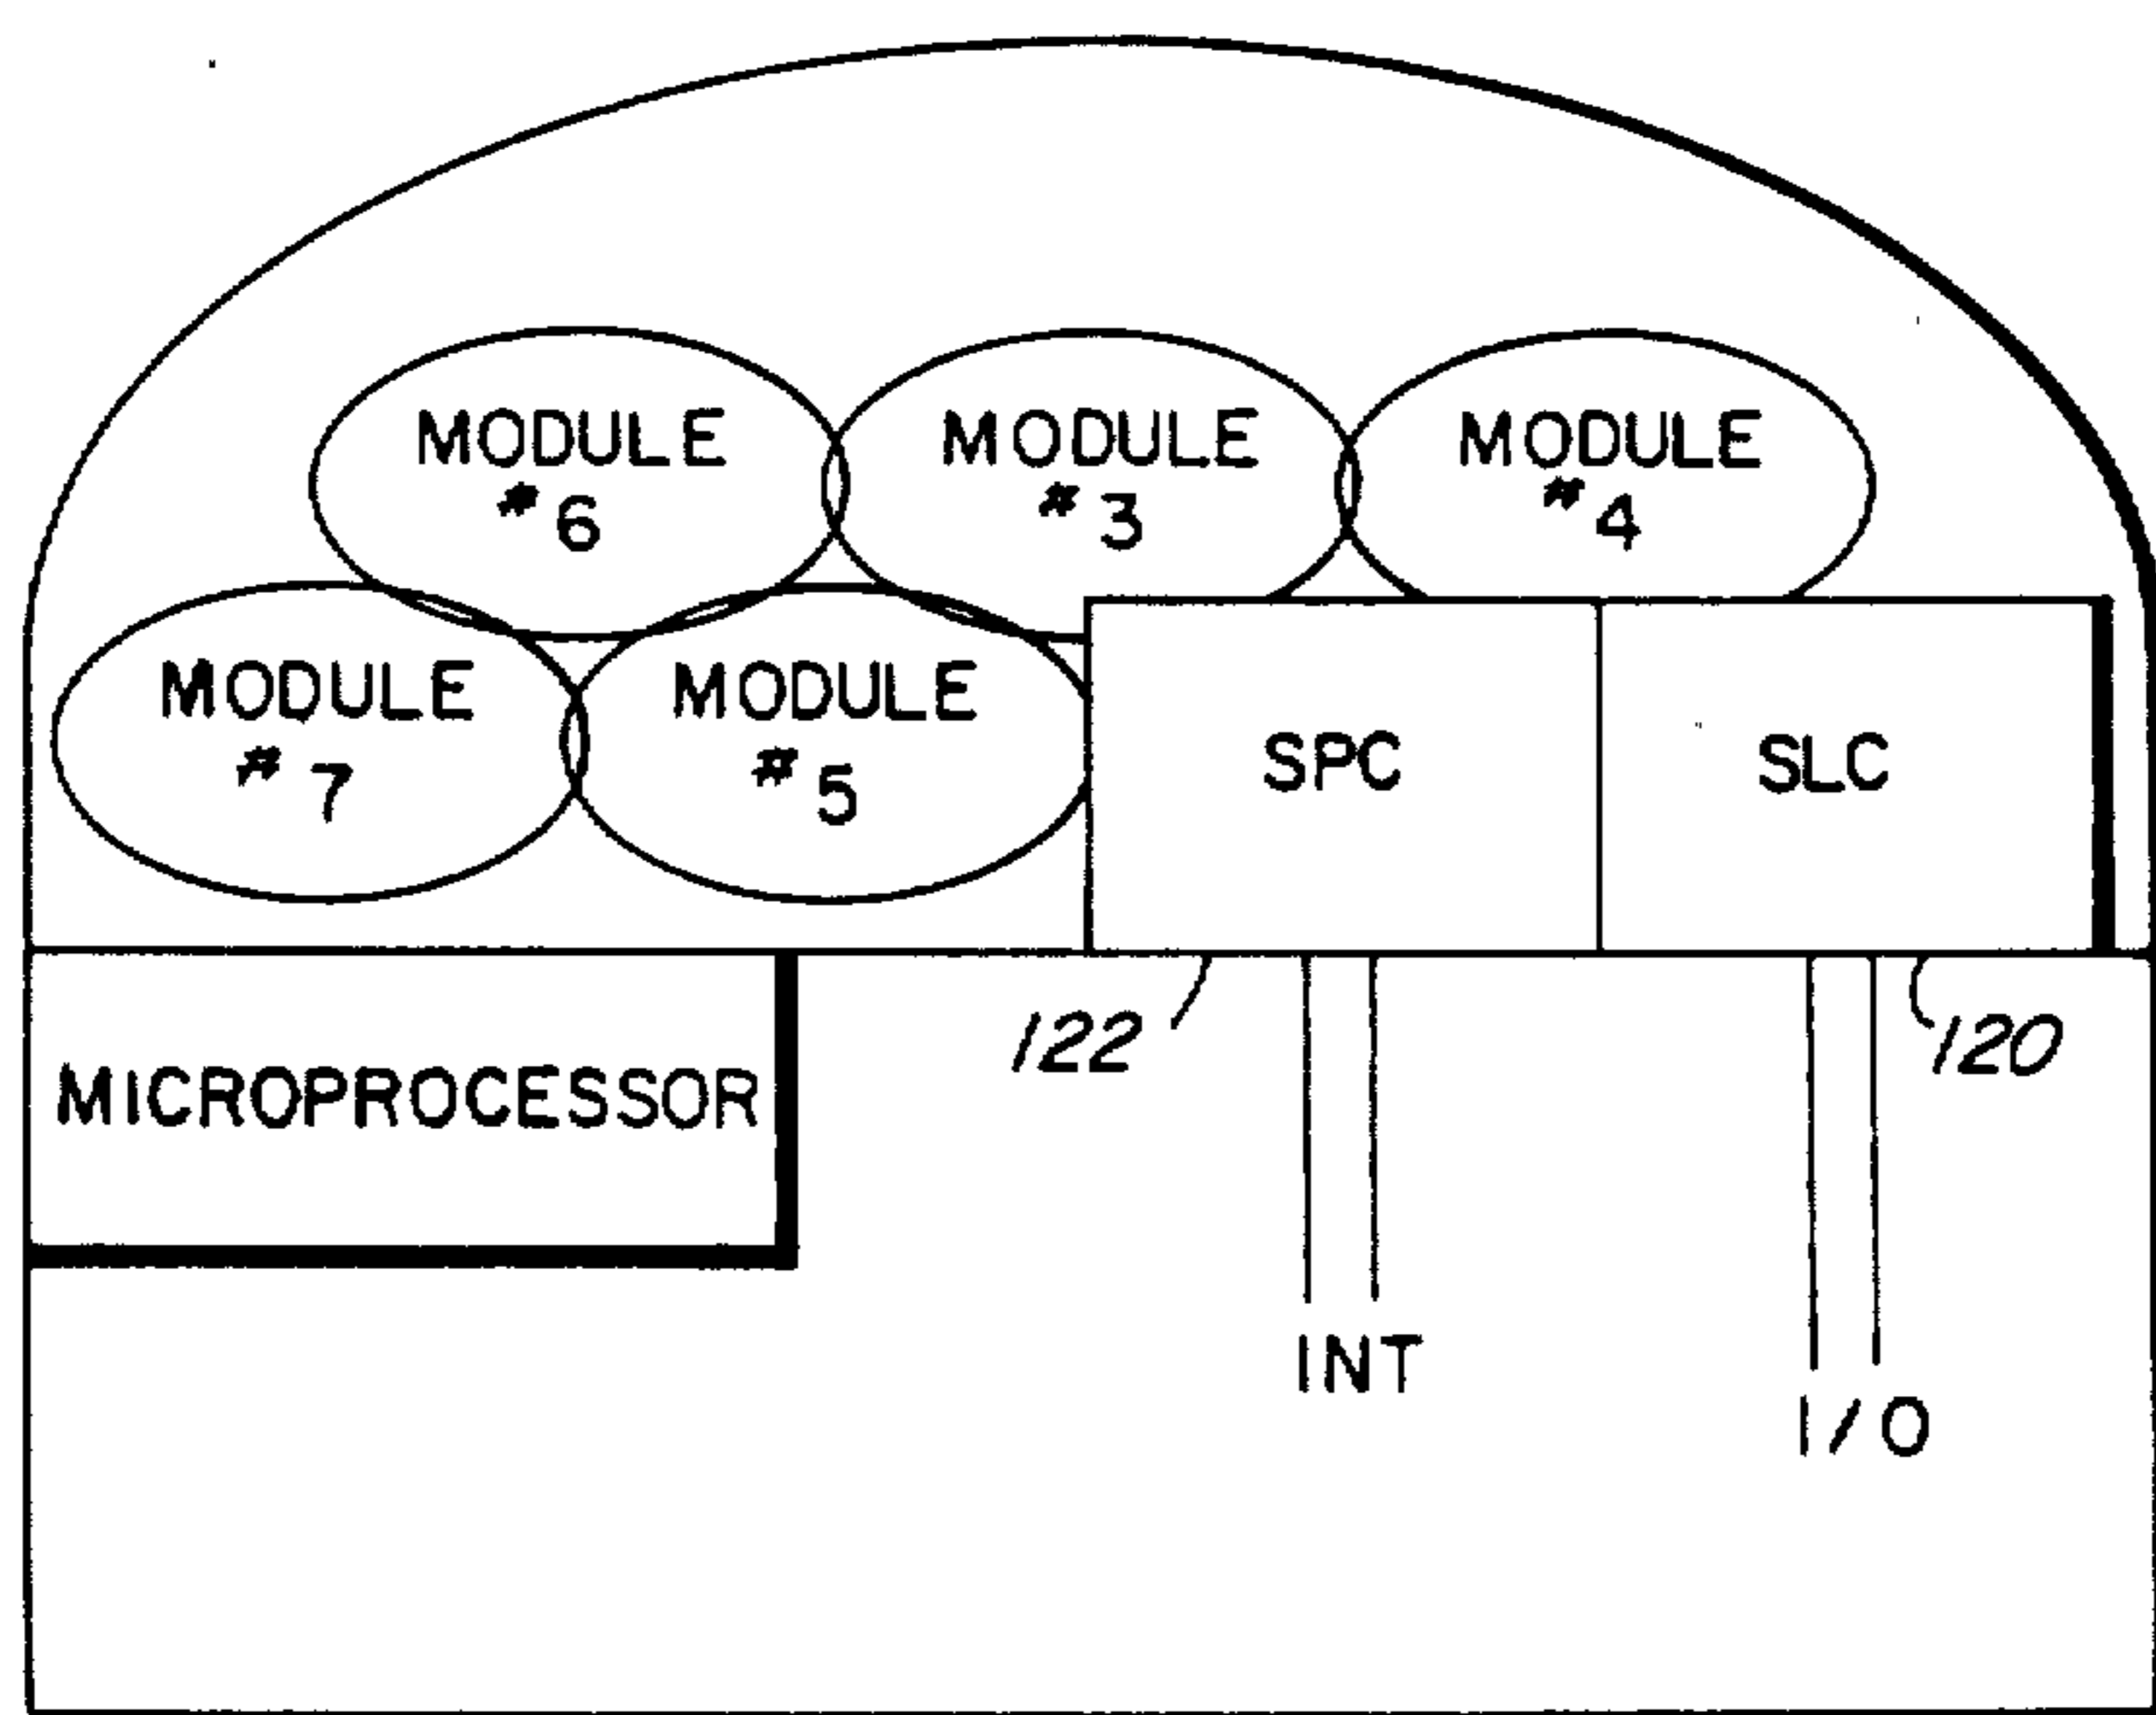 MODULE
#6
MODULE
#3
MODULE
#4
MODULE
#7
MODULE
#5
SPC
SLC
122
120
MICROPROCESSOR
INT
I/O